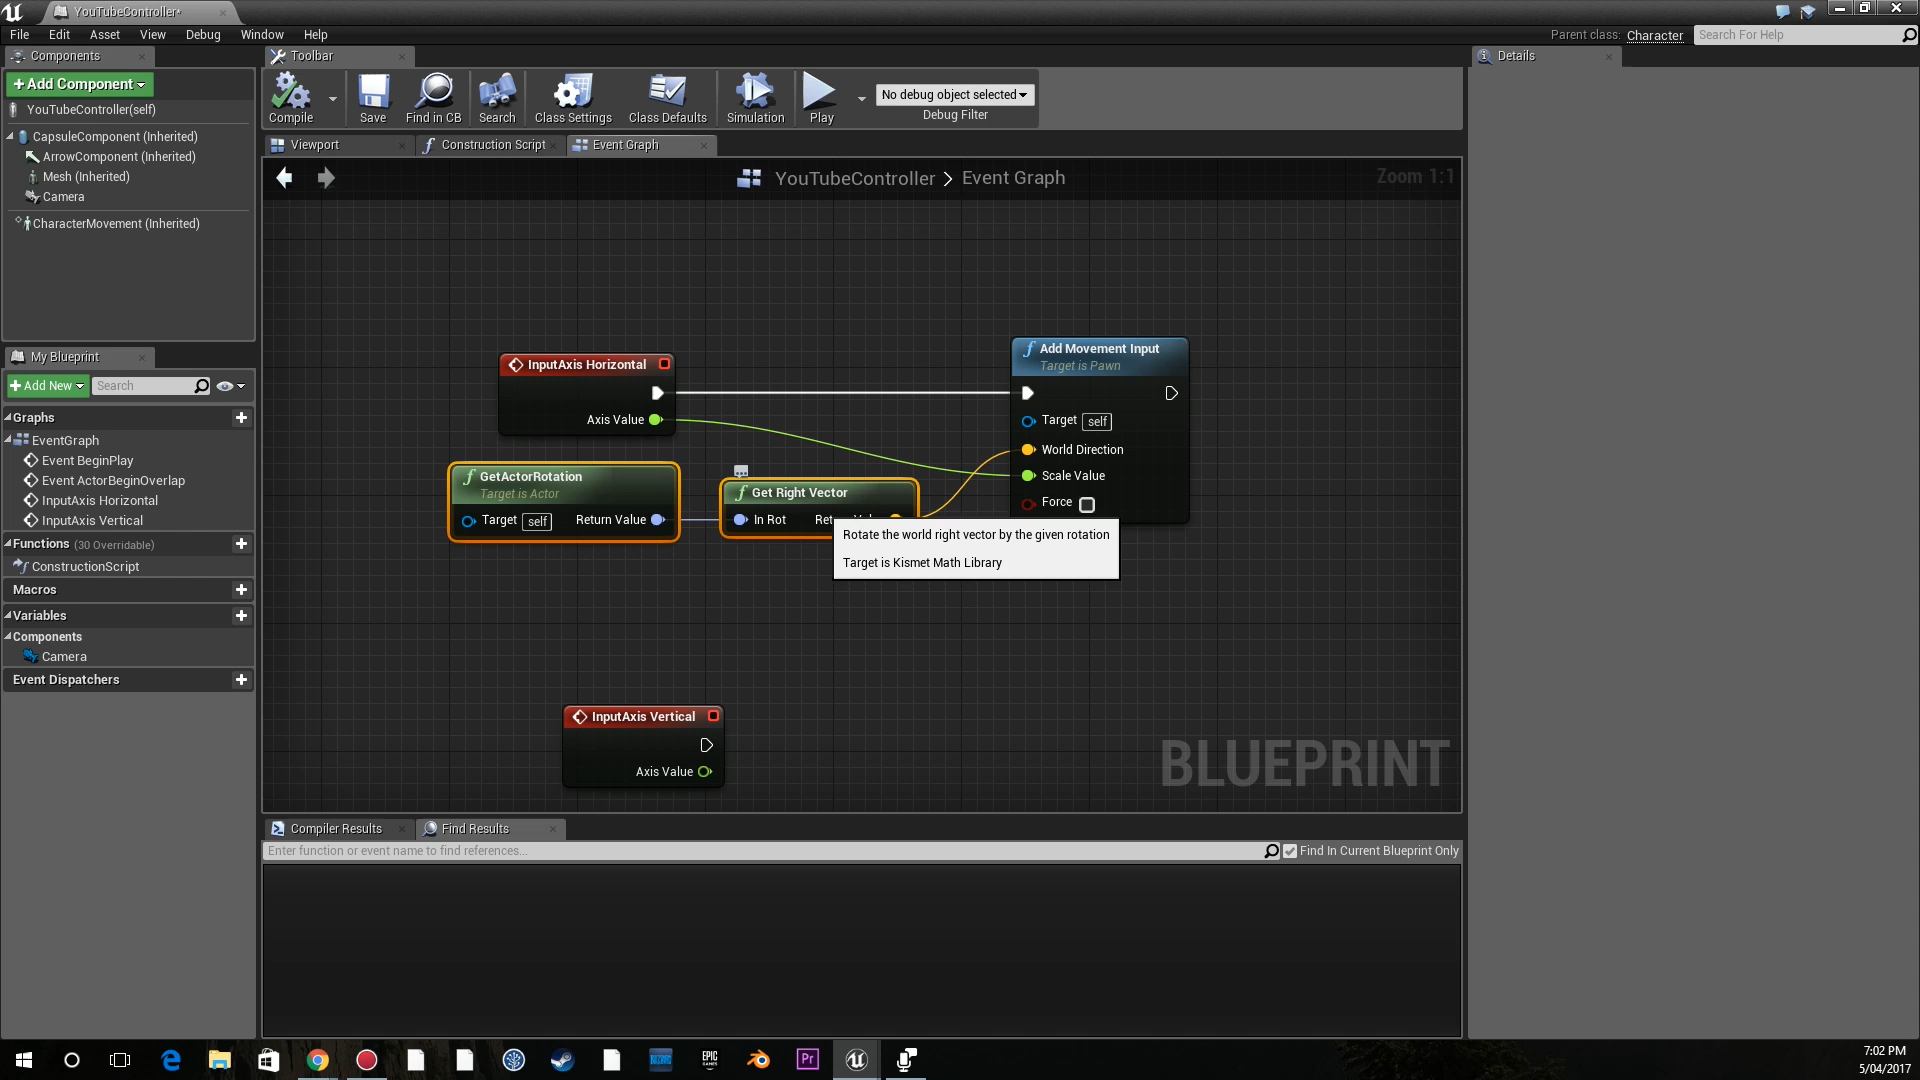 YouTubeController*
File Edit Asset View Debug Window Help
Parent class: Character Search For Help
Components
Toolbar
Details
Add Component
YouTubeController(self)
CapsuleComponent (Inherited)
ArrowComponent (Inherited)
Mesh (Inherited)
Camera
CharacterMovement (Inherited)
Compile Save Find in CB Search Class Settings Class Defaults Simulation Play
No debug object selected
Debug Filter
Viewport Construction Script Event Graph
YouTubeController > Event Graph
Zoom 1:1
My Blueprint
Add New Search
Graphs
EventGraph
Event BeginPlay
Event ActorBeginOverlap
InputAxis Horizontal
InputAxis Vertical
Functions (30 Overridable)
ConstructionScript
Macros
Variables
Components
Camera
Event Dispatchers
InputAxis Horizontal
Axis Value
Add Movement Input
Target is Pawn
Target self
World Direction
Scale Value
Force
GetActorRotation
Target is Actor
Target self Return Value
Get Right Vector
In Rot
Rotate the world right vector by the given rotation
Target is Kismet Math Library
InputAxis Vertical
Axis Value
BLUEPRINT
Compiler Results Find Results
Enter function or event name to find references...
Find In Current Blueprint Only
EPIC
GAMES
Pr
7:02 PM
5/04/2017